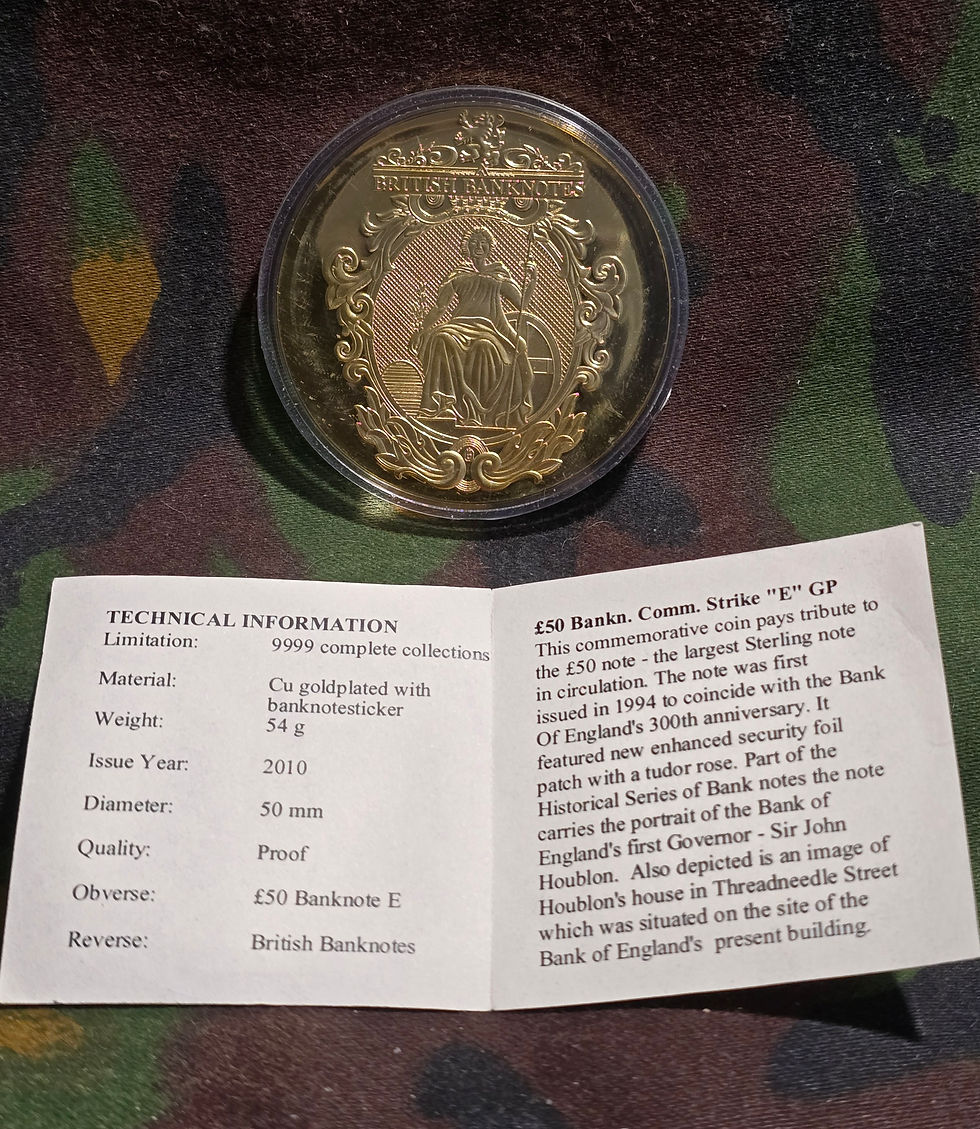 BRITISH BANKNOTES
TECHNICAL INFORMATION
Limitation: 9999 complete collections
Material: Cu goldplated with
banknotesticker
Weight: 54 g
Issue Year: 2010
Diameter: 50 mm
Quality: Proof
Obverse: £50 Banknote E
Reverse: British Banknotes
£50 Bankn. Comm. Strike "E" GP
This commemorative coin pays tribute to
the £50 note - the largest Sterling note
in circulation. The note was first
issued in 1994 to coincide with the Bank
Of England's 300th anniversary. It
featured new enhanced security foil
patch with a tudor rose. Part of the
Historical Series of Bank notes the note
carries the portrait of the Bank of
England's first Governor - Sir John
Houblon. Also depicted is an image of
Houblon's house in Threadneedle Street
which was situated on the site of the
Bank of England's present building.